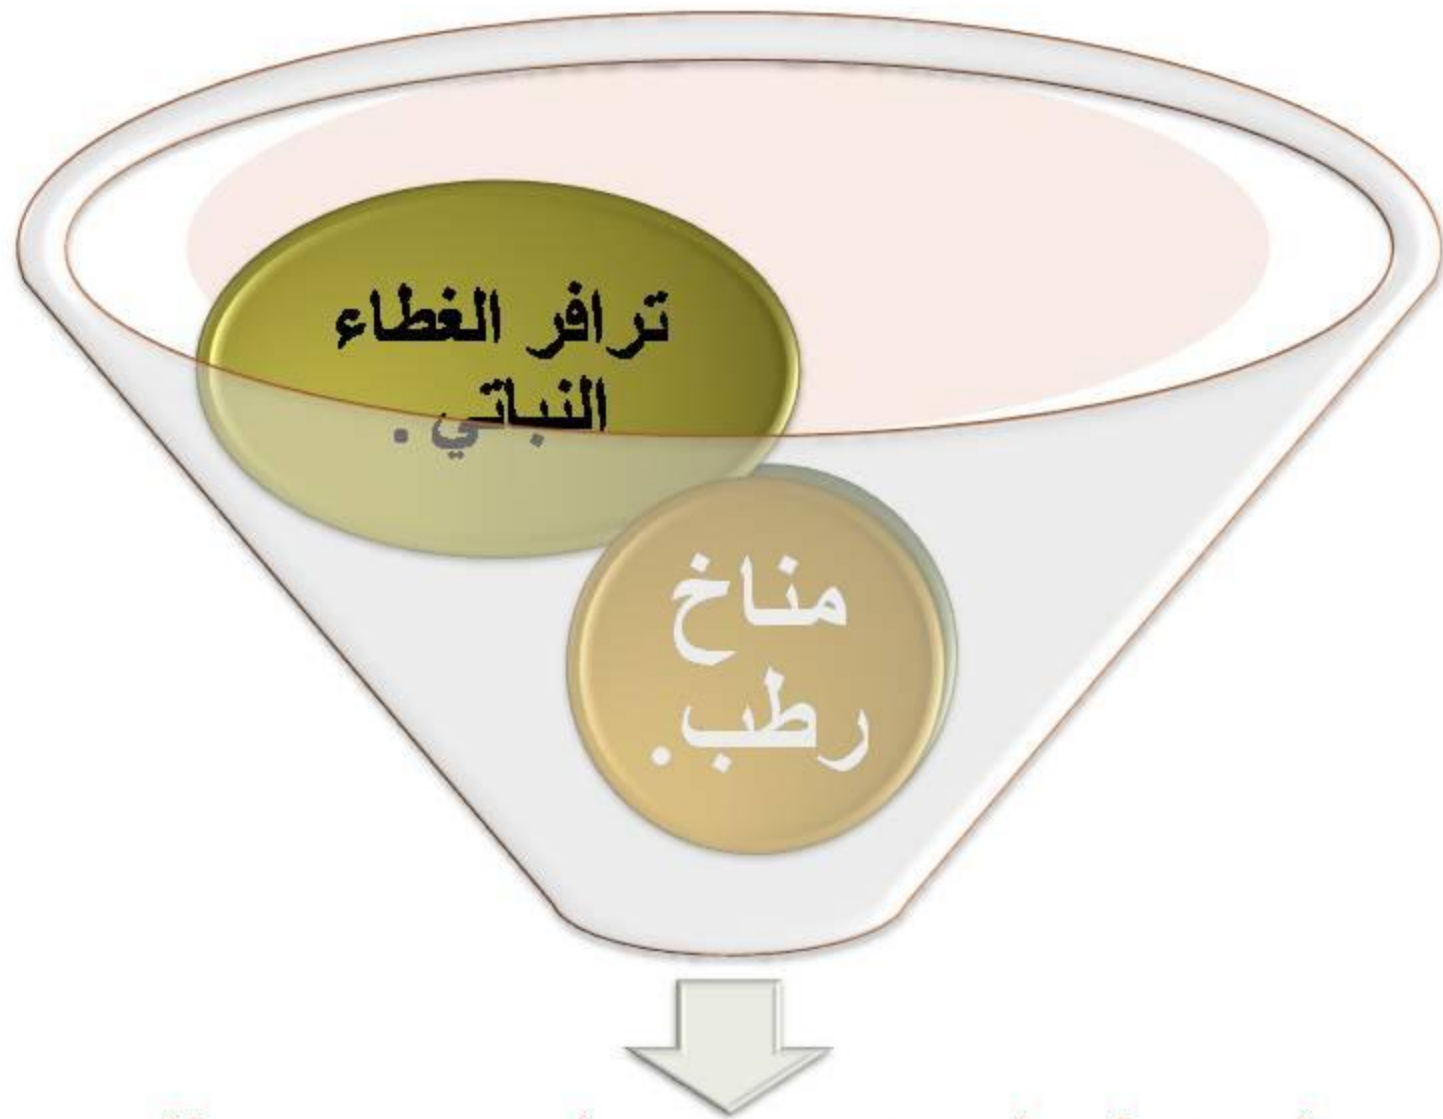 ترافر الغطاء
النباتي .
مناخ
رطب.